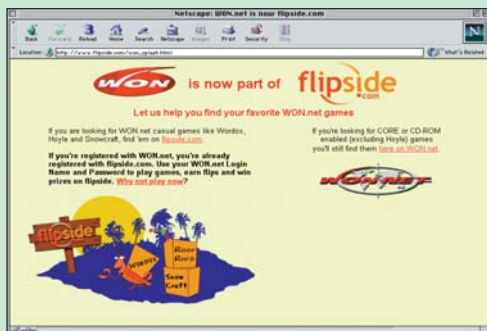 Netscape: WON.net is now flipside.com
Back Forward Reload Home Search Netscape Images Print Security Stop
Location: http://www.flipside.com/won_splash.html What's Related
WON is now part of flipside.com
Let us help you find your favorite WON.net games
If you are looking for WON.net casual games like Wordox,
Hoyle and Snowcraft, find 'em on flipside.com.
If you're registered with WON.net, you're already
registered with flipside.com. Use your WON.net Login
Name and Password to play games, earn flips and win
prizes on flipside. Why not play now?
If you're looking for CORE or CD-ROM
enabled (excluding Hoyle) games
you'll still find them here on WON.net.
WON.NET
flipside
WORDOX
Snow
Craft